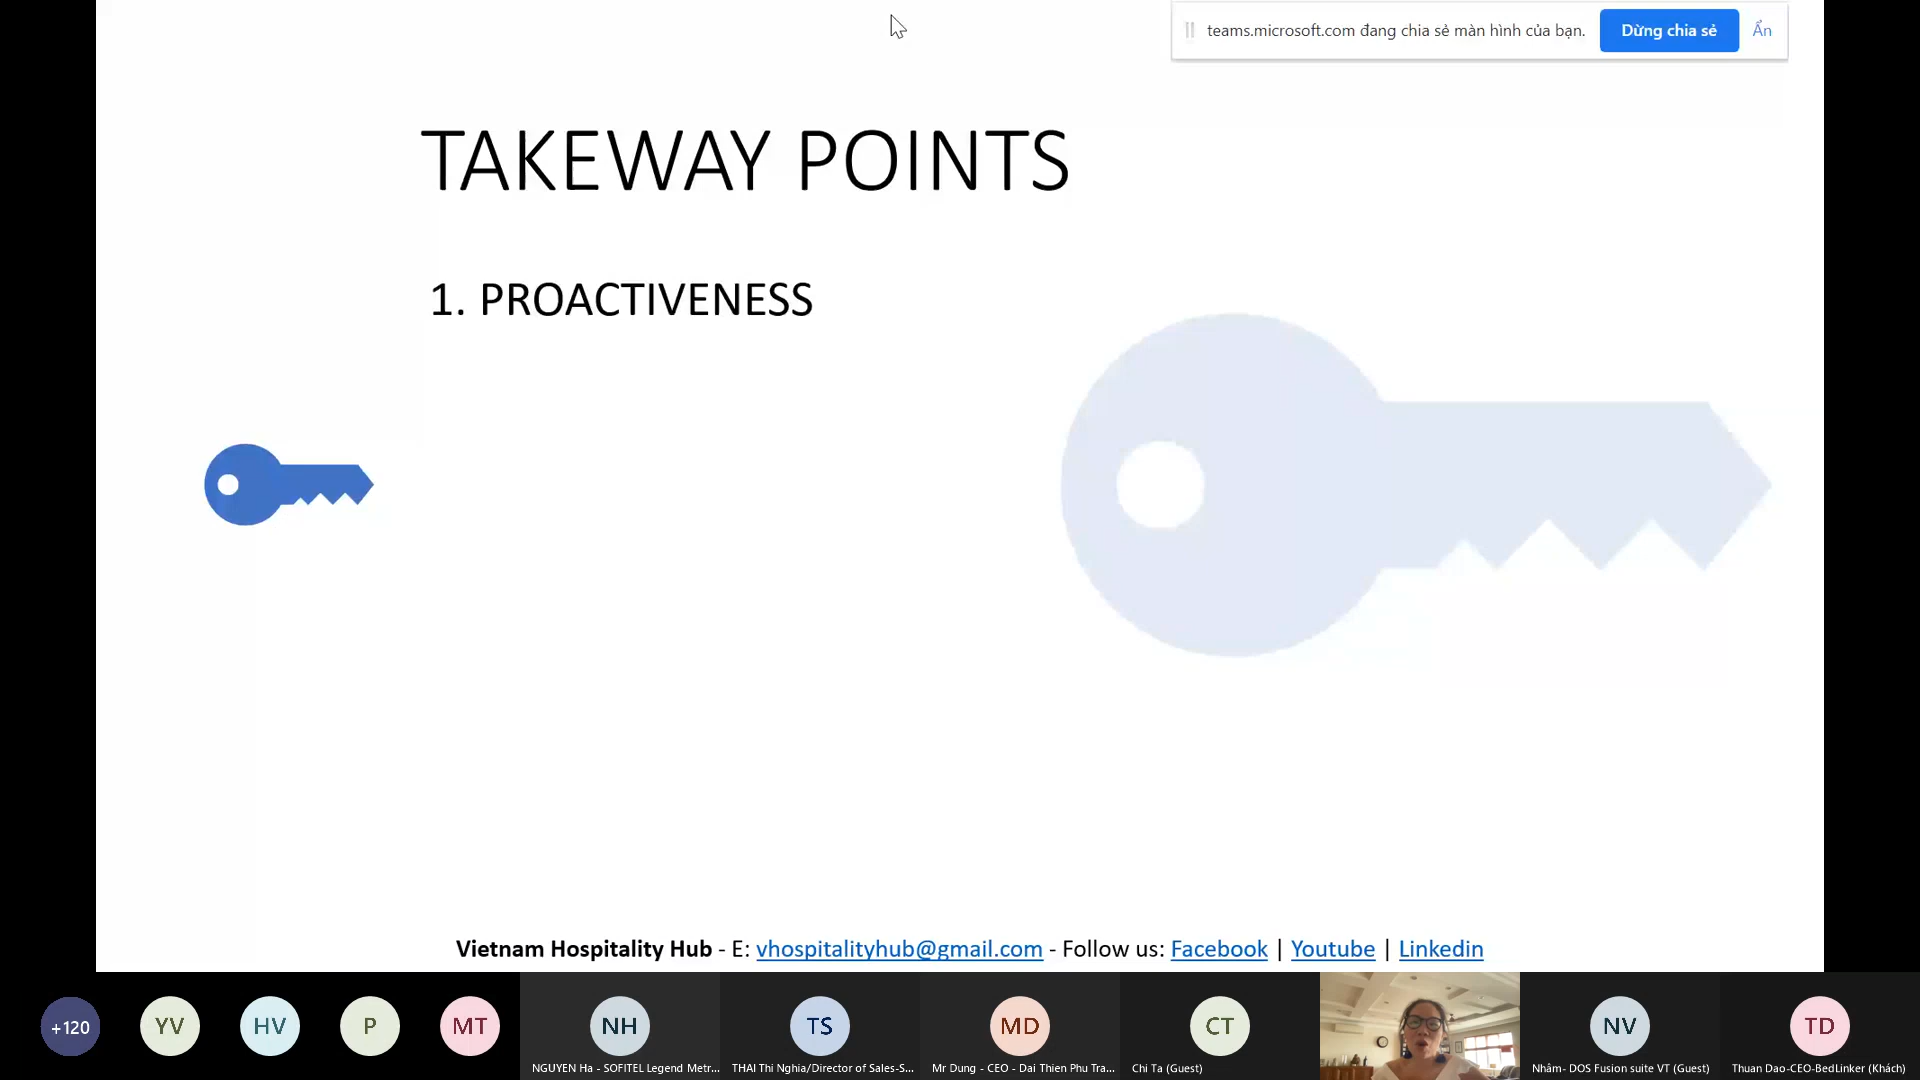 teams.microsoft.com đang chia sẻ màn hình của bạn.
Dừng chia sẻ
Ẩn
TAKEWAY POINTS
1. PROACTIVENESS
Vietnam Hospitality Hub - E: vhospitalityhub@gmail.com - Follow us: Facebook | Youtube | Linkedin
+120
YV
HV
P
MT
NH
TS
MD
CT
NV
TD
NGUYEN Ha - SOFITEL Legend Metr...
THAI Thi Nghia/Director of Sales-S...
Mr Dung - CEO - Dai Thien Phu Tra...
Chi Ta (Guest)
Nhâm- DOS Fusion suite VT (Guest)
Thuan Dao-CEO-BedLinker (Khách)